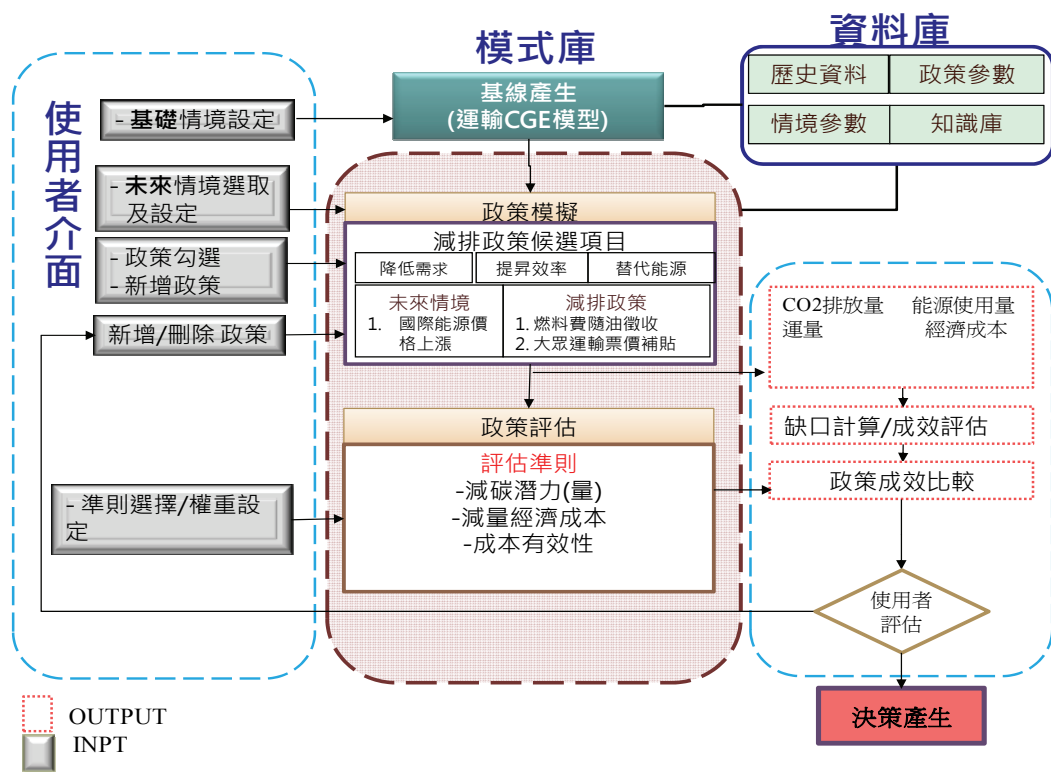 模式庫
資料庫
使用者介面
- 基礎情境設定
基線產生
(運輸CGE模型)
歷史資料
政策參數
情境參數
知識庫
- 未來情境選取
及設定
- 政策勾選
- 新增政策
新增/刪除 政策
- 準則選擇/權重設
定
政策模擬
減排政策候選項目
降低需求
提昇效率
替代能源
未來情境
1. 國際能源價
格上漲
減排政策
1. 燃料費隨油徵收
2. 大眾運輸票價補貼
政策評估
評估準則
-減碳潛力(量)
-減量經濟成本
-成本有效性
CO2排放量 能源使用量
運量 經濟成本
缺口計算/成效評估
政策成效比較
使用者
評估
決策產生
OUTPUT
INPT